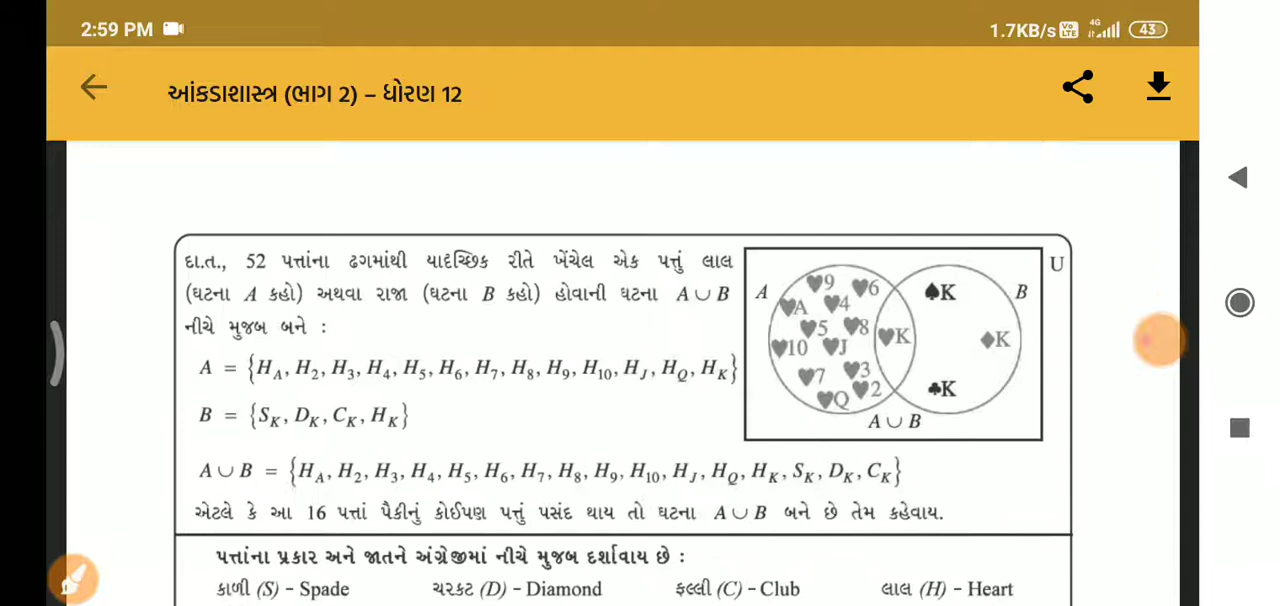 2:59 PM
1.7KB/s Vo LTE 4G 43
આંકડાશાસ્ત્ર (ભાગ 2) – ધોરણ 12
દા.ત., 52 પત્તાંના ઢગમાંથી યાદચ્છિક રીતે ખેંચેલ એક પત્તું લાલ
(ઘટના A કહો) અથવા રાજા (ઘટના B કહો) હોવાની ઘટના A ∪ B
નીચે મુજબ બને :
A = {H_A, H_2, H_3, H_4, H_5, H_6, H_7, H_8, H_9, H_10, H_J, H_Q, H_K}
B = {S_K, D_K, C_K, H_K}
U
A
B
♥9 ♥6
♥A ♥4
♥5 ♥8
♥10 ♥J
♥7 ♥3
♥Q ♥2
♥K
♠K
♦K
♣K
A ∪ B
A ∪ B = {H_A, H_2, H_3, H_4, H_5, H_6, H_7, H_8, H_9, H_10, H_J, H_Q, H_K, S_K, D_K, C_K}
એટલે કે આ 16 પત્તાં પૈકીનું કોઈપણ પત્તું પસંદ થાય તો ઘટના A ∪ B બને છે તેમ કહેવાય.
પત્તાંના પ્રકાર અને જાતને અંગ્રેજીમાં નીચે મુજબ દર્શાવાય છે :
કાળી (S) – Spade ચરકટ (D) – Diamond ફલ્લી (C) – Club લાલ (H) – Heart